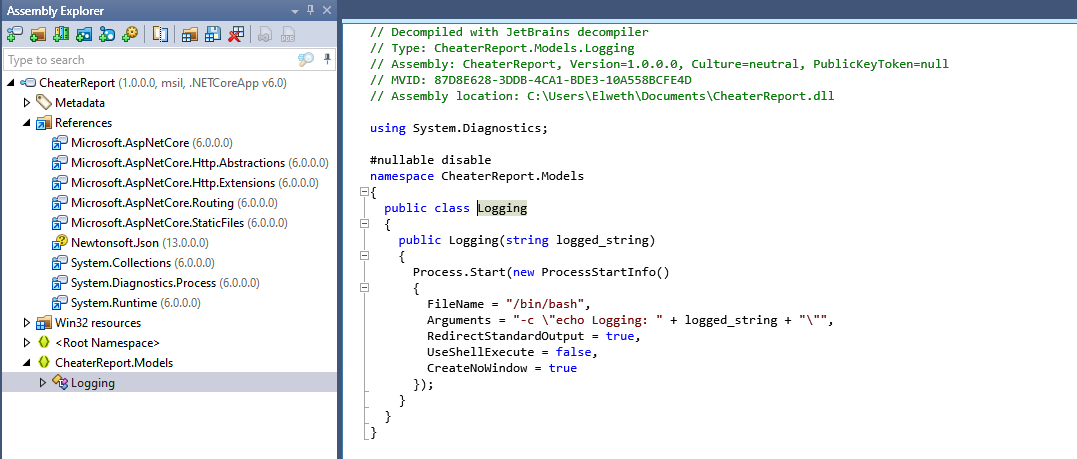 Assembly Explorer
Type to search
CheaterReport (1.0.0.0, msil, .NETCoreApp v6.0)
Metadata
References
Microsoft.AspNetCore (6.0.0.0)
Microsoft.AspNetCore.Http.Abstractions (6.0.0.0)
Microsoft.AspNetCore.Http.Extensions (6.0.0.0)
Microsoft.AspNetCore.Routing (6.0.0.0)
Microsoft.AspNetCore.StaticFiles (6.0.0.0)
Newtonsoft.Json (13.0.0.0)
System.Collections (6.0.0.0)
System.Diagnostics.Process (6.0.0.0)
System.Runtime (6.0.0.0)
Win32 resources
<Root Namespace>
CheaterReport.Models
Logging
// Decompiled with JetBrains decompiler
// Type: CheaterReport.Models.Logging
// Assembly: CheaterReport, Version=1.0.0.0, Culture=neutral, PublicKeyToken=null
// MVID: 87D8E628-3DDB-4CA1-BDE3-10A558BCFE4D
// Assembly location: C:\Users\Elweth\Documents\CheaterReport.dll
using System.Diagnostics;
#nullable disable
namespace CheaterReport.Models
{
public class Logging
{
public Logging(string logged_string)
{
Process.Start(new ProcessStartInfo()
{
FileName = "/bin/bash",
Arguments = "-c \"echo Logging: " + logged_string + "\"",
RedirectStandardOutput = true,
UseShellExecute = false,
CreateNoWindow = true
});
}
}
}